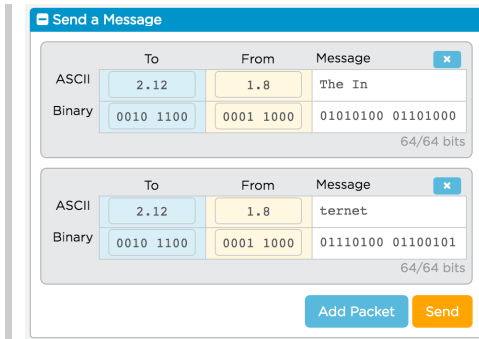 Send a Message
To From Message ×
ASCII 2.12 1.8 The In
Binary 0010 1100 0001 1000 01010100 01101000
64/64 bits
To From Message ×
ASCII 2.12 1.8 ternet
Binary 0010 1100 0001 1000 01110100 01100101
64/64 bits
Add Packet Send